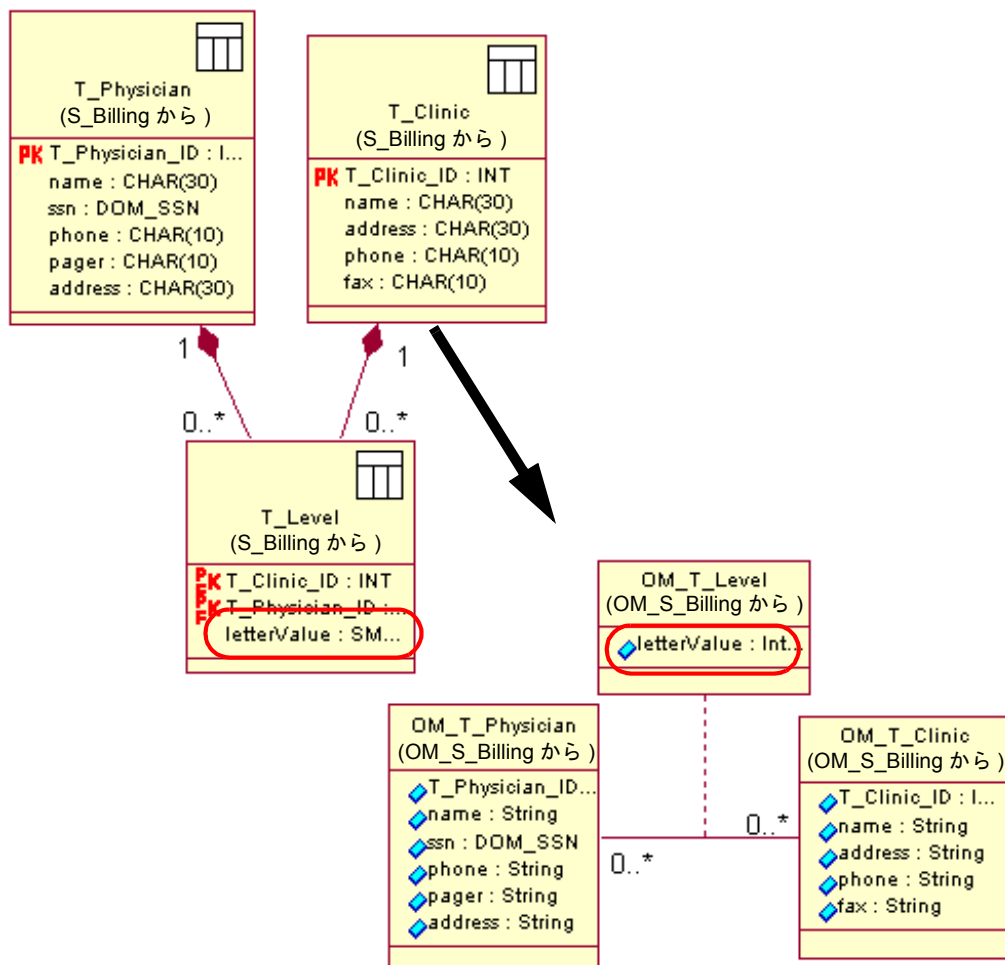 T_Physician
(S_Billing から )
PK T_Physician_ID : I...
name : CHAR(30)
ssn : DOM_SSN
phone : CHAR(10)
pager : CHAR(10)
address : CHAR(30)
T_Clinic
(S_Billing から )
PK T_Clinic_ID : INT
name : CHAR(30)
address : CHAR(30)
phone : CHAR(10)
fax : CHAR(10)
1
1
0..*
0..*
T_Level
(S_Billing から )
PFK T_Clinic_ID : INT
PFK T_Physician_ID :...
letterValue : SM...
OM_T_Level
(OM_S_Billing から )
letterValue : Int...
OM_T_Physician
(OM_S_Billing から )
T_Physician_ID...
name : String
ssn : DOM_SSN
phone : String
pager : String
address : String
0..*
0..*
OM_T_Clinic
(OM_S_Billing から )
T_Clinic_ID : I...
name : String
address : String
phone : String
fax : String